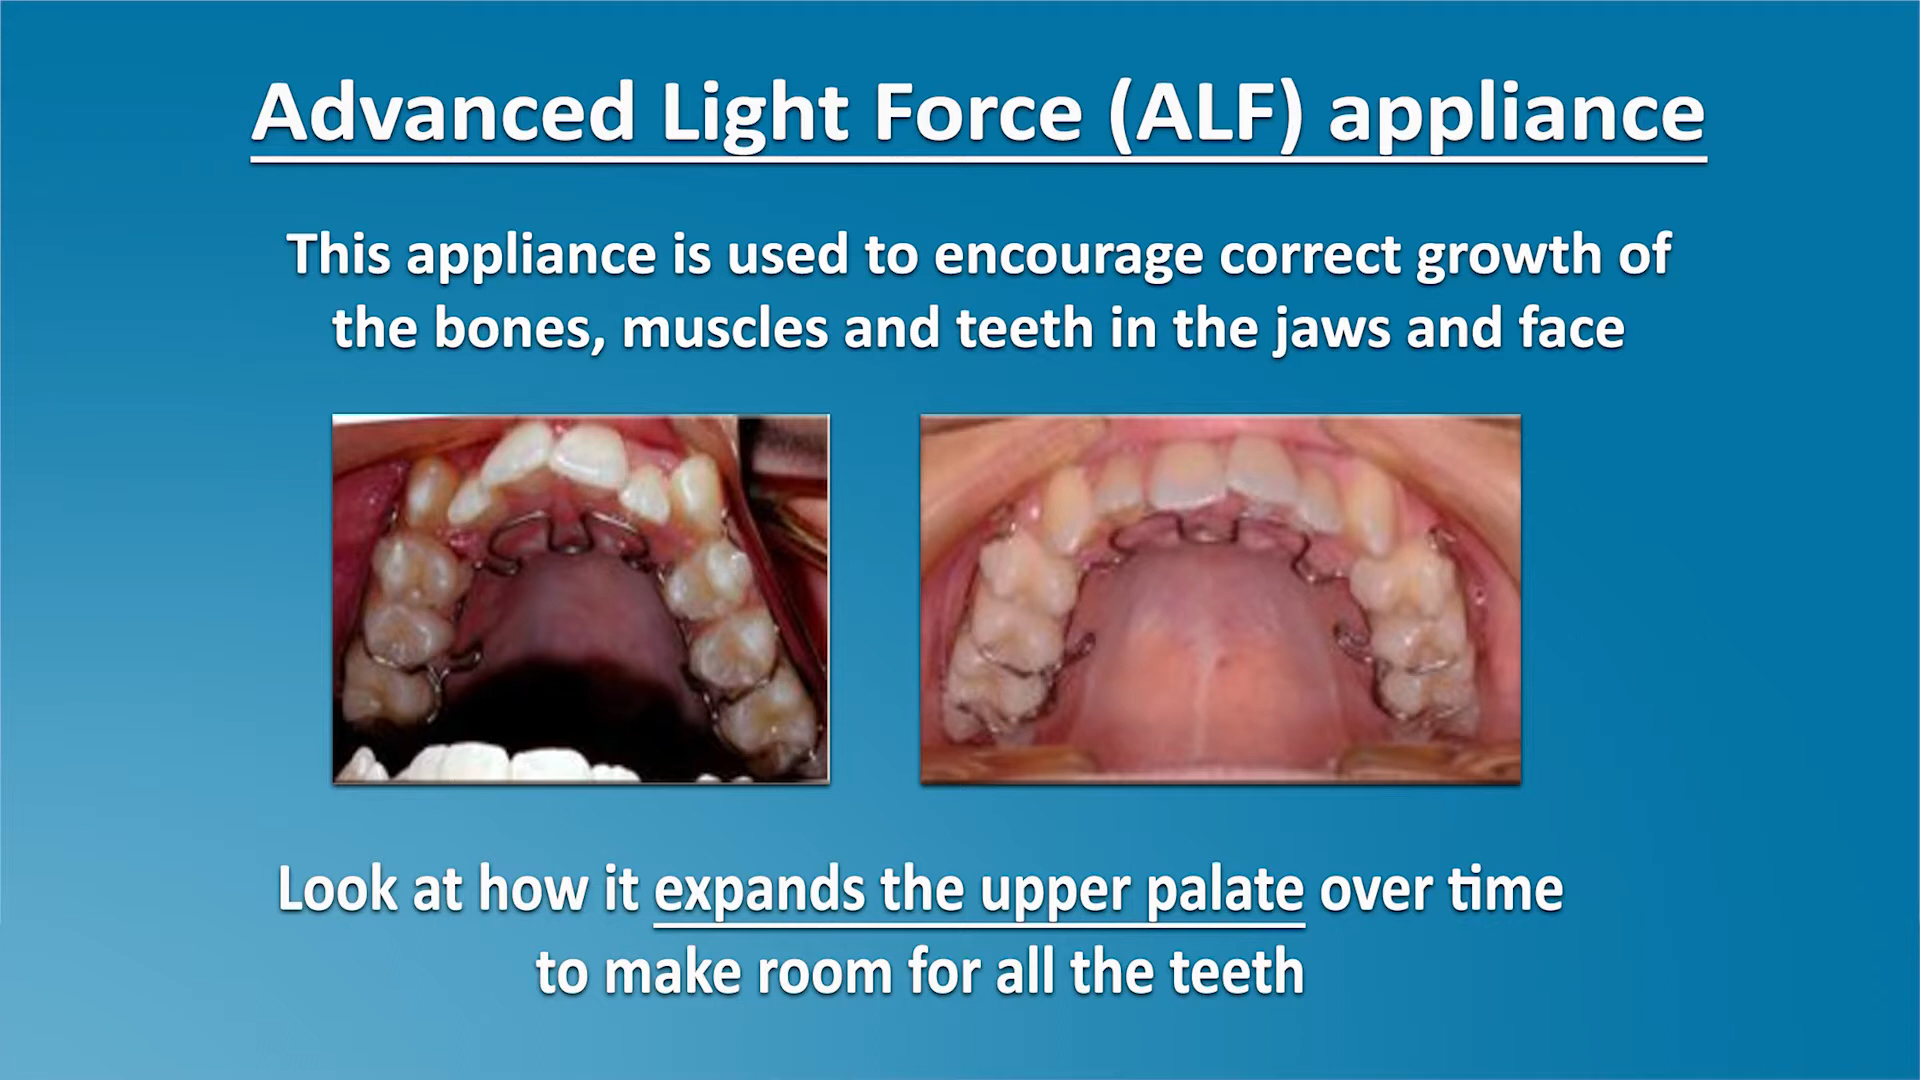 Advanced Light Force (ALF) appliance
This appliance is used to encourage correct growth of
the bones, muscles and teeth in the jaws and face
Look at how it expands the upper palate over time
to make room for all the teeth